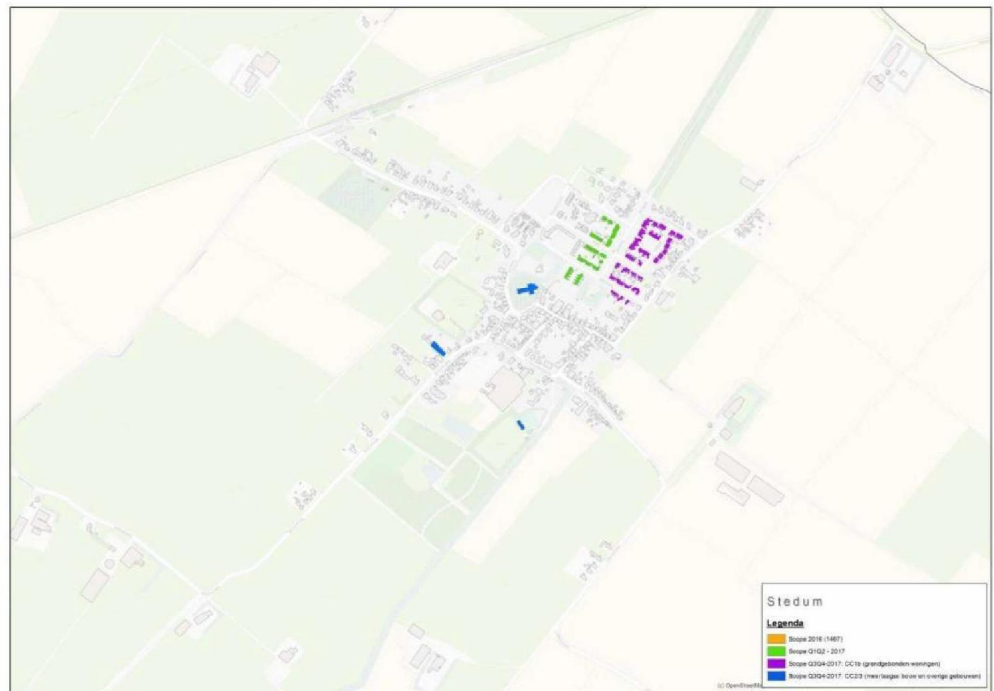 Stedum
Legenda
Scope 2016 (1467)
Scope Q1Q2 - 2017
Scope Q3Q4-2017: CC1b (grondgebonden woningen)
Scope Q3Q4-2017: CC2/3 (meerlaagse bouw en overige gebouwen)
(c) OpenStreetM